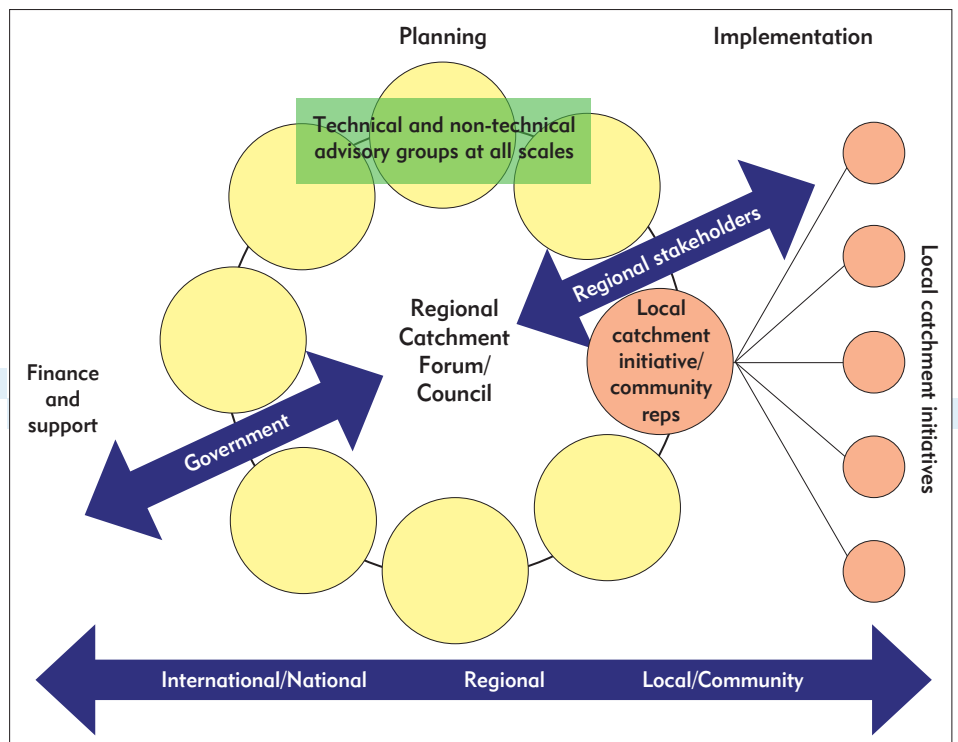 Planning
Implementation
Technical and non-technical
advisory groups at all scales
Regional stakeholders
Regional
Catchment
Forum/
Council
Local
catchment
initiative/
community
reps
Local catchment initiatives
Finance
and
support
Government
International/National
Regional
Local/Community